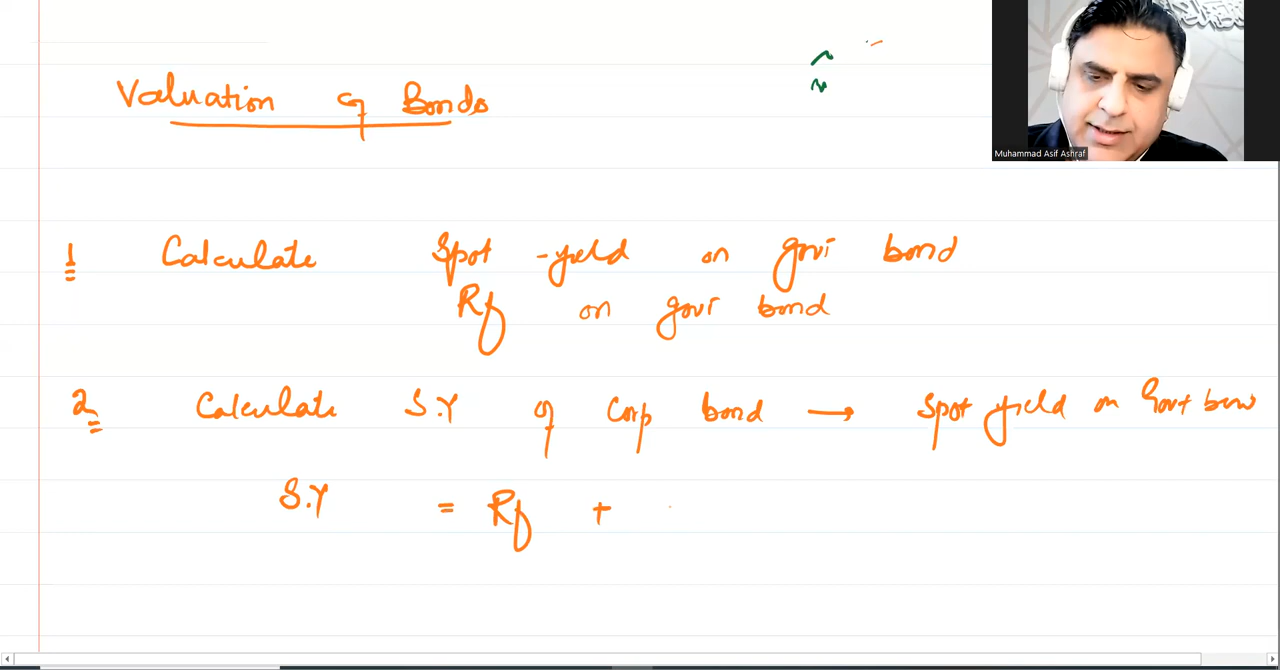 Valuation of Bonds
Muhammad Asif Ashraf
1 Calculate Spot-yield on govt bond
Rf on govt bond
2 Calculate S.Y of Corp bond → Spot yield on Govt bond
S.Y = Rf +